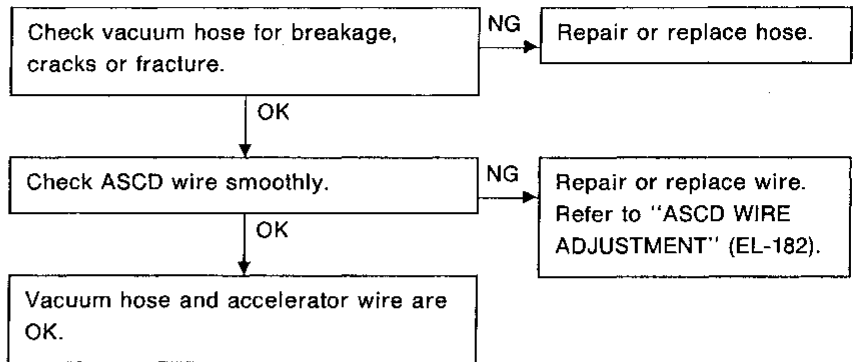 Check vacuum hose for breakage,
cracks or fracture.
NG
Repair or replace hose.
OK
Check ASCD wire smoothly.
NG
Repair or replace wire.
Refer to "ASCD WIRE
ADJUSTMENT" (EL-182).
OK
Vacuum hose and accelerator wire are
OK.